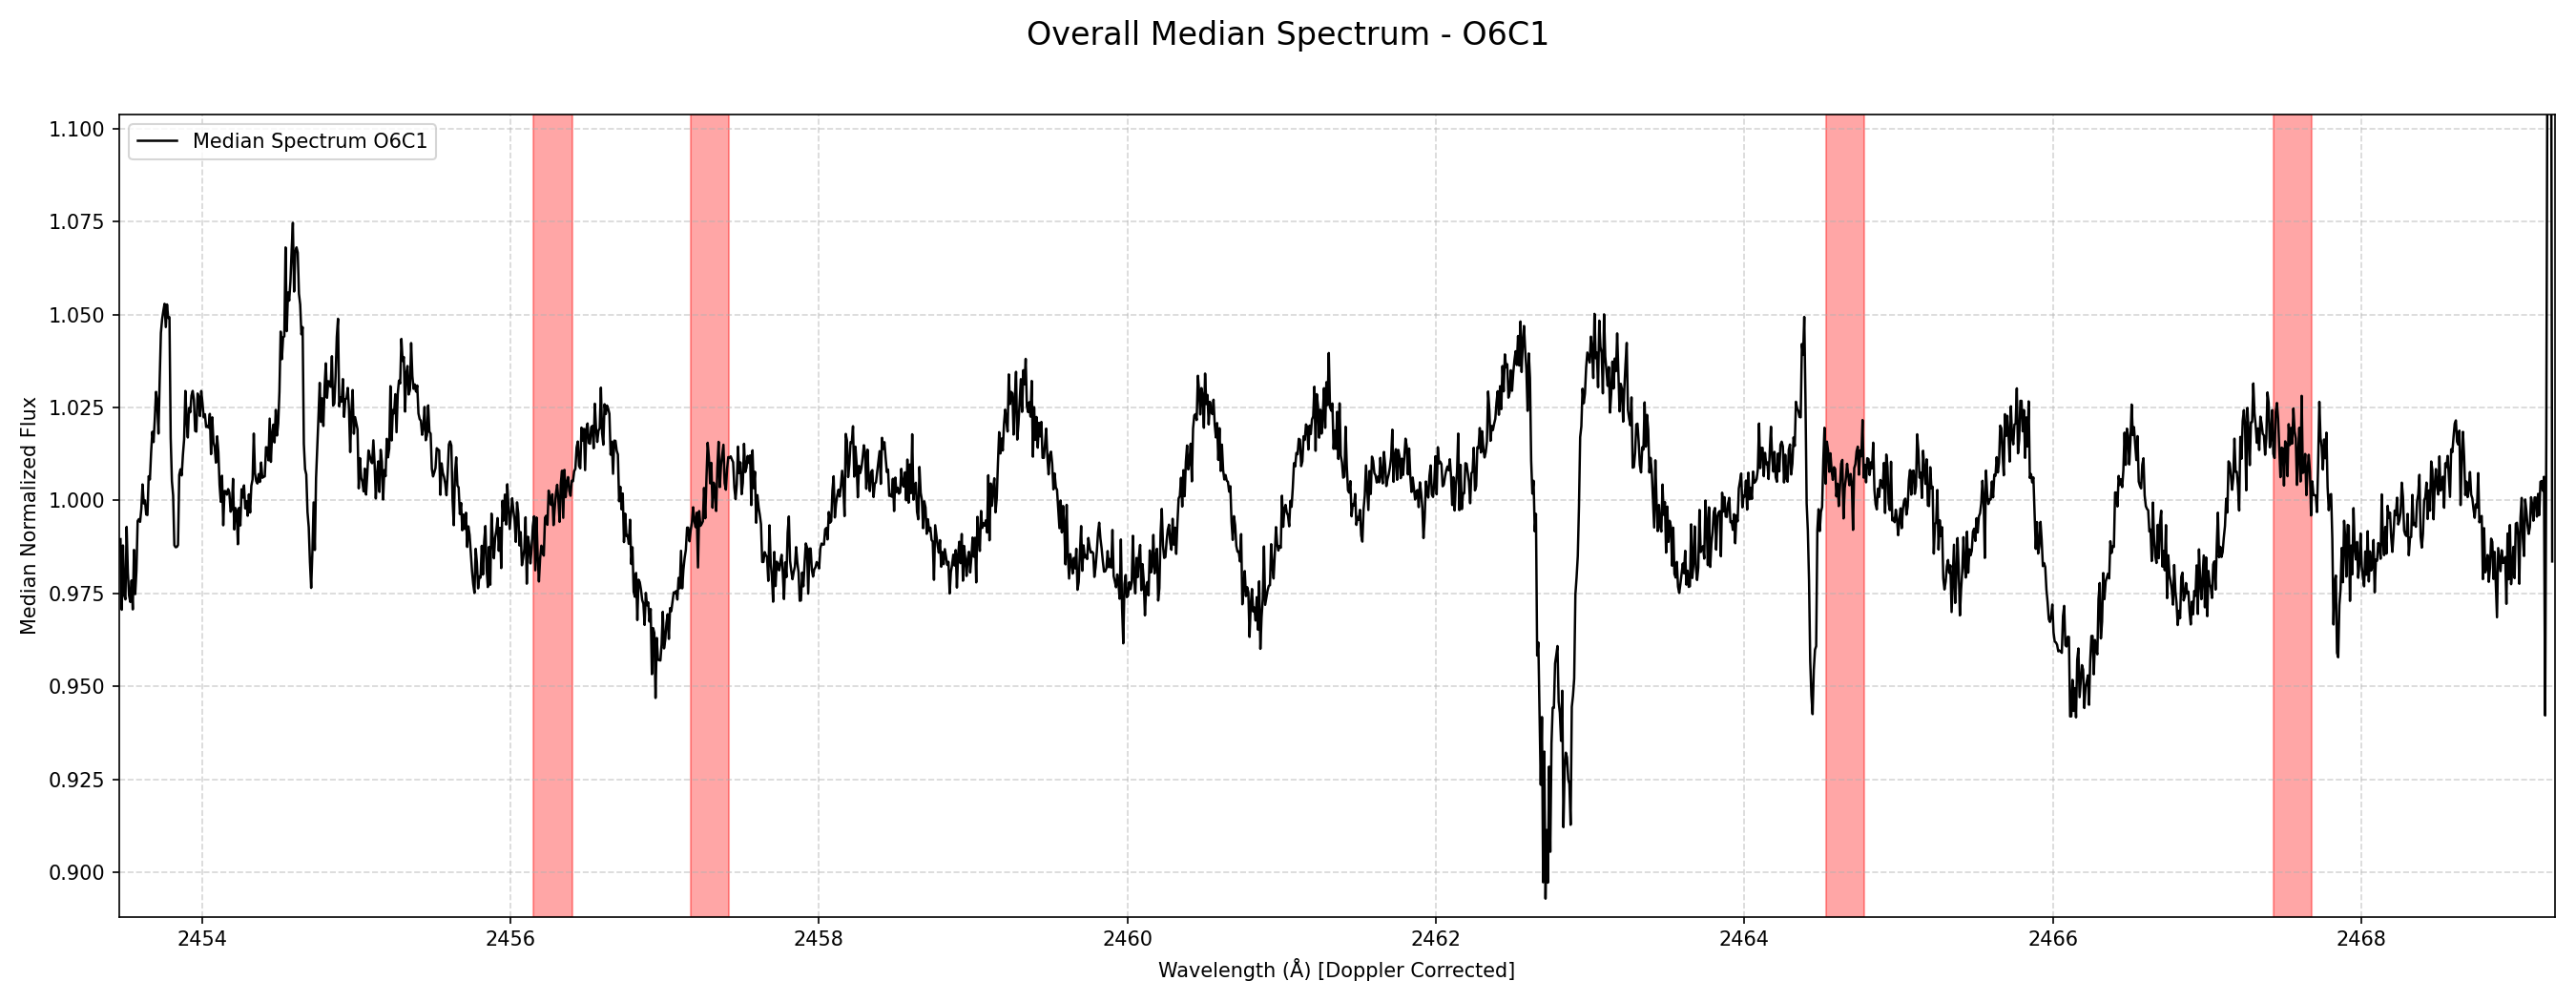 Overall Median Spectrum - O6C1
Median Spectrum O6C1
1.100
1.075
1.050
1.025
1.000
0.975
0.950
0.925
0.900
Median Normalized Flux
2454 2456 2458 2460 2462 2464 2466 2468
Wavelength (Å) [Doppler Corrected]